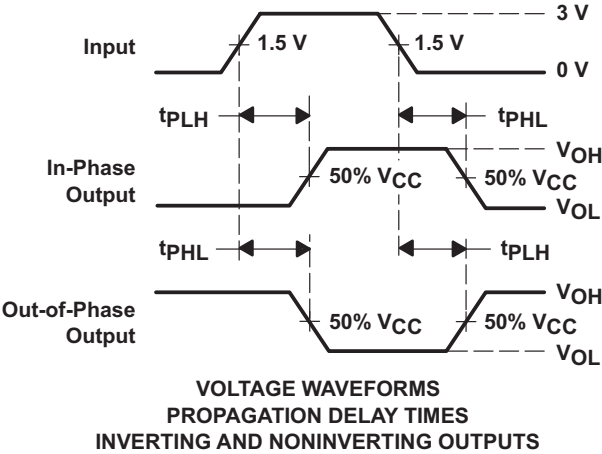 3 V
Input
1.5 V
1.5 V
0 V
tPLH
tPHL
VOH
In-Phase
Output
50% VCC
50% VCC
VOL
tPHL
tPLH
VOH
Out-of-Phase
Output
50% VCC
50% VCC
VOL
VOLTAGE WAVEFORMS
PROPAGATION DELAY TIMES
INVERTING AND NONINVERTING OUTPUTS